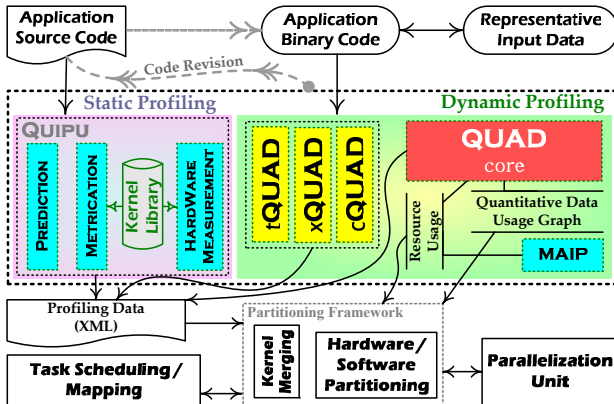 Application
Source Code
Application
Binary Code
Representative
Input Data
Code Revision
Static Profiling
Dynamic Profiling
QUIPU
PREDICTION
METRICATION
Kernel
Library
HARDWARE
MEASUREMENT
tQUAD
xQUAD
cQUAD
QUAD
core
Resource
Usage
Quantitative Data
Usage Graph
MAIP
Profiling Data
(XML)
Partitioning Framework
Kernel
Merging
Hardware /
Software
Partitioning
Task Scheduling /
Mapping
Parallelization
Unit